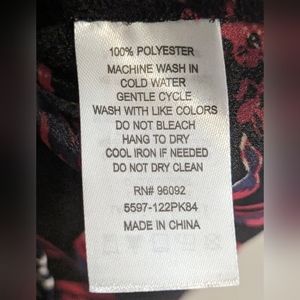 100% POLYESTER
MACHINE WASH IN
COLD WATER
GENTLE CYCLE
WASH WITH LIKE COLORS
DO NOT BLEACH
HANG TO DRY
COOL IRON IF NEEDED
DO NOT DRY CLEAN
RN# 96092
5597-122PK84
MADE IN CHINA